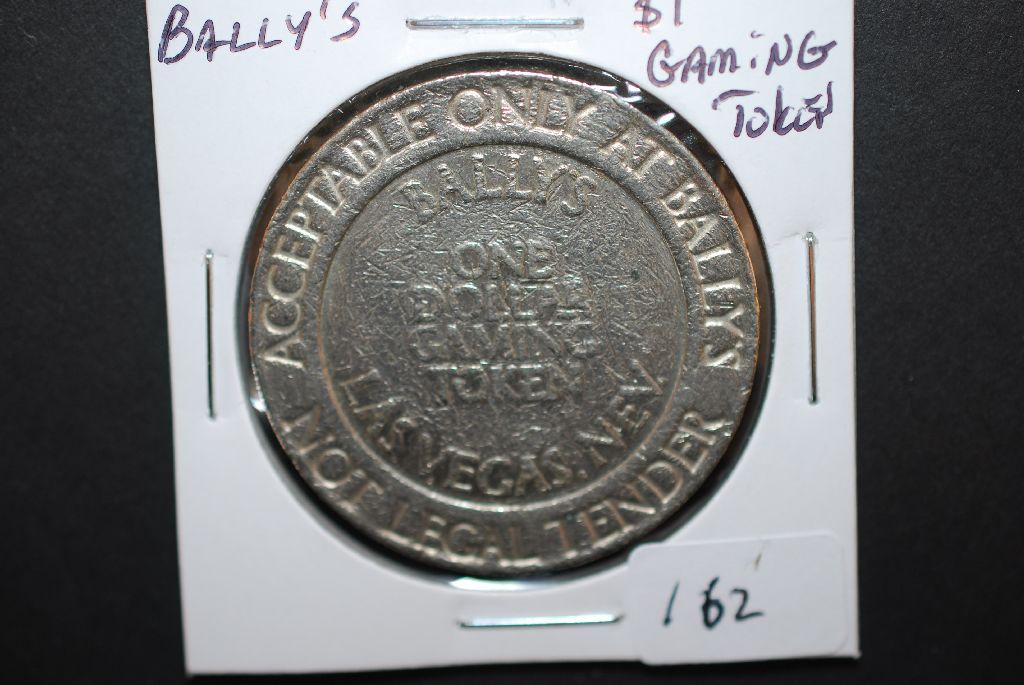 BALLY'S
$1
GAMING
TOKEN
ACCEPTABLE ONLY AT BALLY'S
BALLY'S
ONE
DOLLAR
GAMING
TOKEN
LAS VEGAS, NEV.
NOT LEGAL TENDER
162